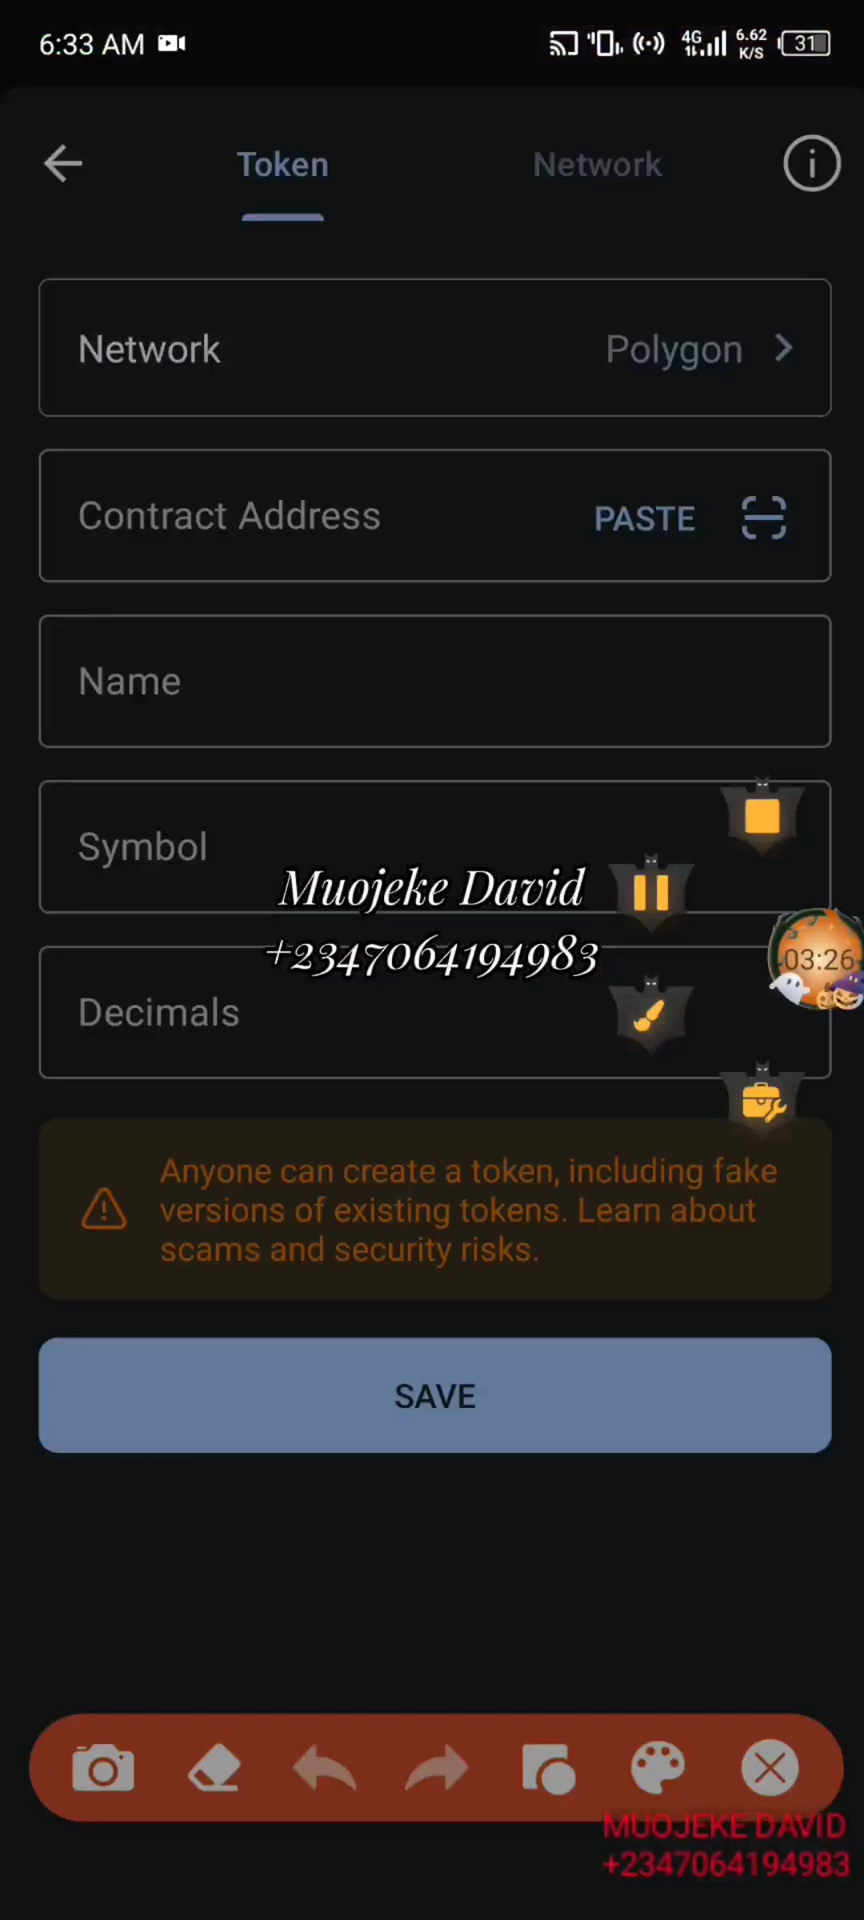 6:33 AM
4G 6.62 K/S 31
Token Network
Network Polygon
Contract Address PASTE
Name
Symbol
Muojeke David
+2347064194983
03:26
Decimals
Anyone can create a token, including fake
versions of existing tokens. Learn about
scams and security risks.
SAVE
MUOJEKE DAVID
+2347064194983